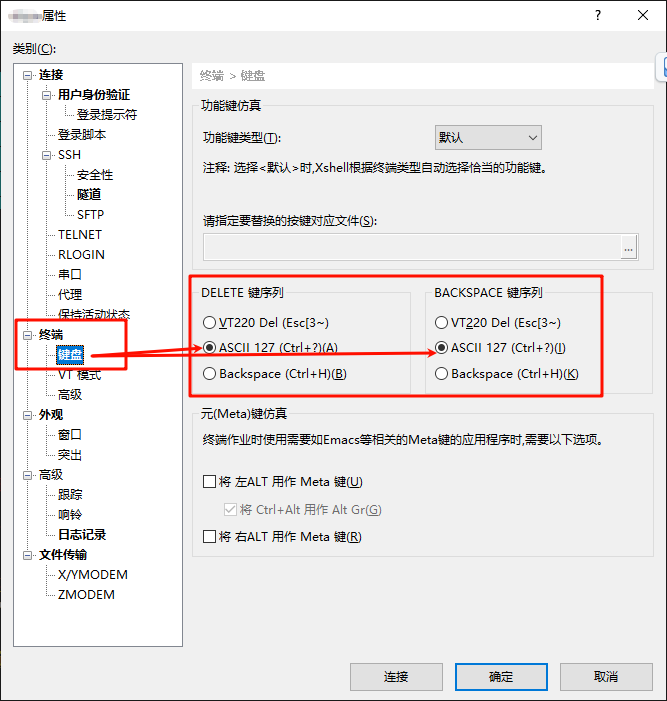 属性
类别(C):
连接
用户身份验证
登录提示符
登录脚本
SSH
安全性
隧道
SFTP
TELNET
RLOGIN
串口
代理
保持活动状态
终端
键盘
VT 模式
高级
外观
窗口
突出
高级
跟踪
响铃
日志记录
文件传输
X/YMODEM
ZMODEM
终端 > 键盘
功能键仿真
功能键类型(T):
默认
注释: 选择<默认>时,Xshell根据终端类型自动选择恰当的功能键。
请指定要替换的按键对应文件(S):
...
DELETE 键序列
VT220 Del (Esc[3~)
ASCII 127 (Ctrl+?)(A)
Backspace (Ctrl+H)(B)
BACKSPACE 键序列
VT220 Del (Esc[3~)
ASCII 127 (Ctrl+?)(I)
Backspace (Ctrl+H)(K)
元(Meta)键仿真
终端作业时使用需要如Emacs等相关的Meta键的应用程序时,需要以下选项。
将 左ALT 用作 Meta 键(U)
将 Ctrl+Alt 用作 Alt Gr(G)
将 右ALT 用作 Meta 键(R)
连接
确定
取消